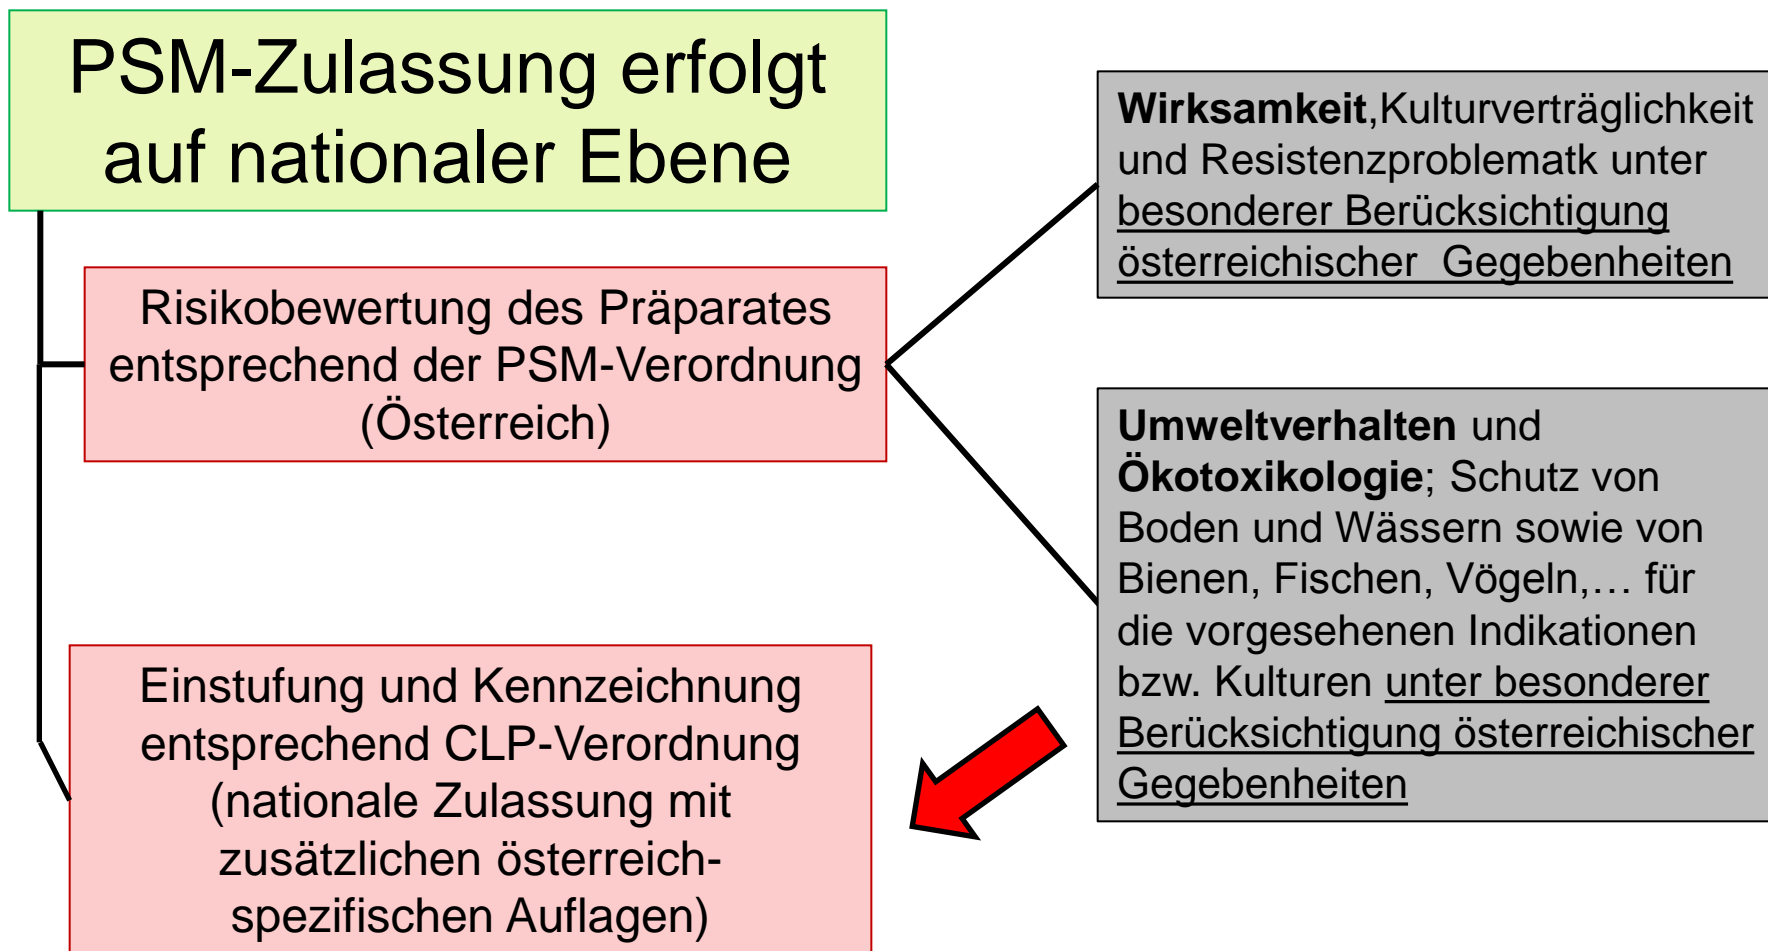 PSM-Zulassung erfolgt
auf nationaler Ebene
Risikobewertung des Präparates
entsprechend der PSM-Verordnung
(Österreich)
Einstufung und Kennzeichnung
entsprechend CLP-Verordnung
(nationale Zulassung mit
zusätzlichen österreich-
spezifischen Auflagen)
Wirksamkeit,Kulturverträglichkeit
und Resistenzproblematk unter
besonderer Berücksichtigung
österreichischer Gegebenheiten
Umweltverhalten und
Ökotoxikologie; Schutz von
Boden und Wässern sowie von
Bienen, Fischen, Vögeln,… für
die vorgesehenen Indikationen
bzw. Kulturen unter besonderer
Berücksichtigung österreichischer
Gegebenheiten